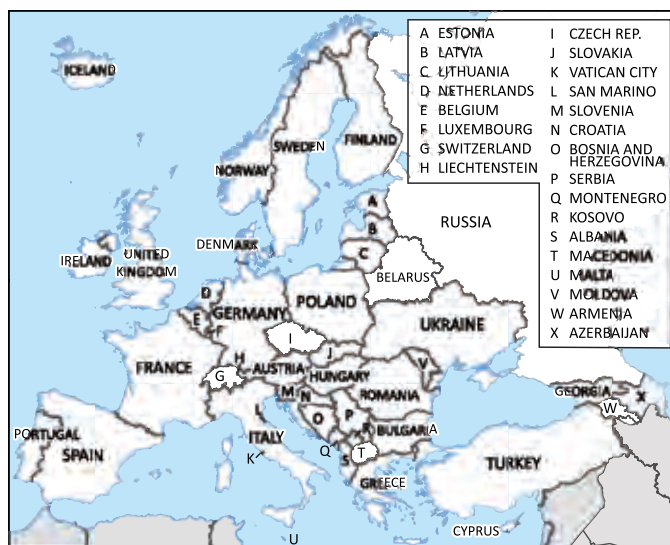 A ESTONIA
B LATVIA
C LITHUANIA
D NETHERLANDS
E BELGIUM
F LUXEMBOURG
G SWITZERLAND
H LIECHTENSTEIN
I CZECH REP.
J SLOVAKIA
K VATICAN CITY
L SAN MARINO
M SLOVENIA
N CROATIA
O BOSNIA AND
HERZEGOVINA
P SERBIA
Q MONTENEGRO
R KOSOVO
S ALBANIA
T MACEDONIA
U MALTA
V MOLDOVA
W ARMENIA
X AZERBAIJAN
ICELAND
SWEDEN
FINLAND
NORWAY
A
RUSSIA
B
DENMARK
C
IRELAND
UNITED
KINGDOM
BELARUS
D
GERMANY
POLAND
E
F
UKRAINE
I
FRANCE
H
J
G
AUSTRIA
HUNGARY
V
M
N
ROMANIA
GEORGIA
X
L
O
P
W
PORTUGAL
SPAIN
ITALY
R
BULGARIA
K
Q
S
T
TURKEY
GREECE
CYPRUS
U